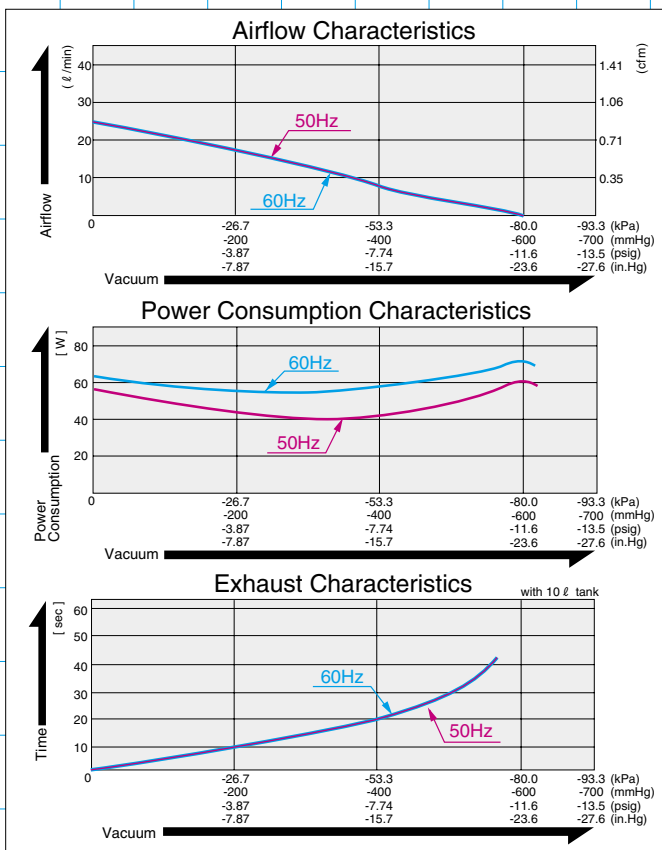 Airflow Characteristics
(ℓ/min)
(cfm)
40
1.41
30
1.06
50Hz
20
0.71
10
0.35
60Hz
Airflow
0
-26.7 -53.3 -80.0 -93.3 (kPa)
-200 -400 -600 -700 (mmHg)
-3.87 -7.74 -11.6 -13.5 (psig)
-7.87 -15.7 -23.6 -27.6 (in.Hg)
Vacuum
Power Consumption Characteristics
[ W ]
80
60Hz
60
40
50Hz
20
Power
Consumption
0
-26.7 -53.3 -80.0 -93.3 (kPa)
-200 -400 -600 -700 (mmHg)
-3.87 -7.74 -11.6 -13.5 (psig)
-7.87 -15.7 -23.6 -27.6 (in.Hg)
Vacuum
Exhaust Characteristics
with 10 ℓ tank
[ sec ]
60
50
40
60Hz
30
20
50Hz
10
Time
0
-26.7 -53.3 -80.0 -93.3 (kPa)
-200 -400 -600 -700 (mmHg)
-3.87 -7.74 -11.6 -13.5 (psig)
-7.87 -15.7 -23.6 -27.6 (in.Hg)
Vacuum